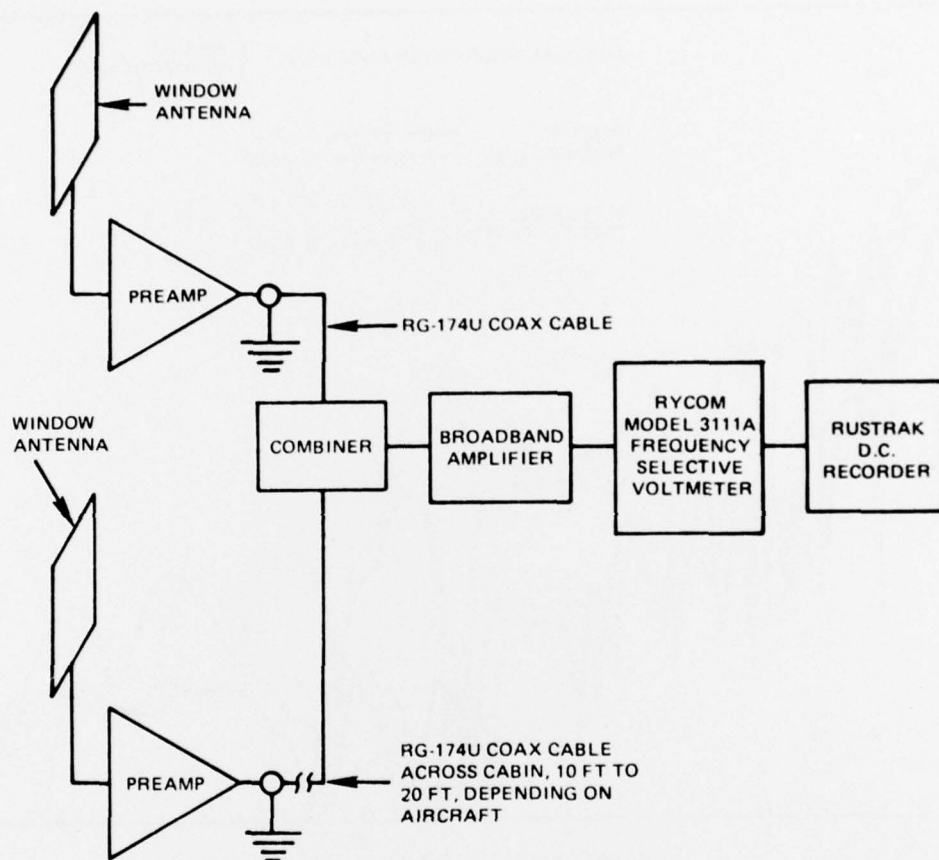 WINDOW
ANTENNA
PREAMP
RG-174U COAX CABLE
WINDOW
ANTENNA
COMBINER
BROADBAND
AMPLIFIER
RYCOM
MODEL 3111A
FREQUENCY
SELECTIVE
VOLTMETER
RUSTRAK
D.C.
RECORDER
PREAMP
RG-174U COAX CABLE
ACROSS CABIN, 10 FT TO
20 FT, DEPENDING ON
AIRCRAFT